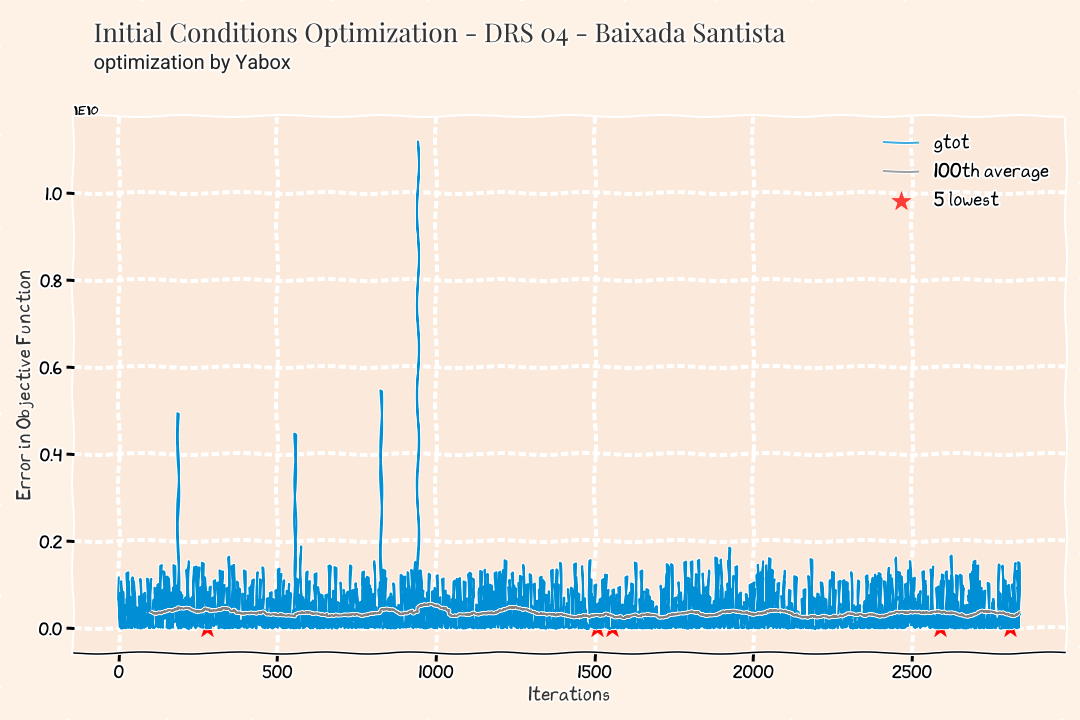 Initial Conditions Optimization - DRS 04 - Baixada Santista
optimization by Yabox
1E10
gtot
100th average
5 lowest
1.0
0.8
0.6
0.4
0.2
0.0
Error in Objective Function
0 500 1000 1500 2000 2500
Iterations